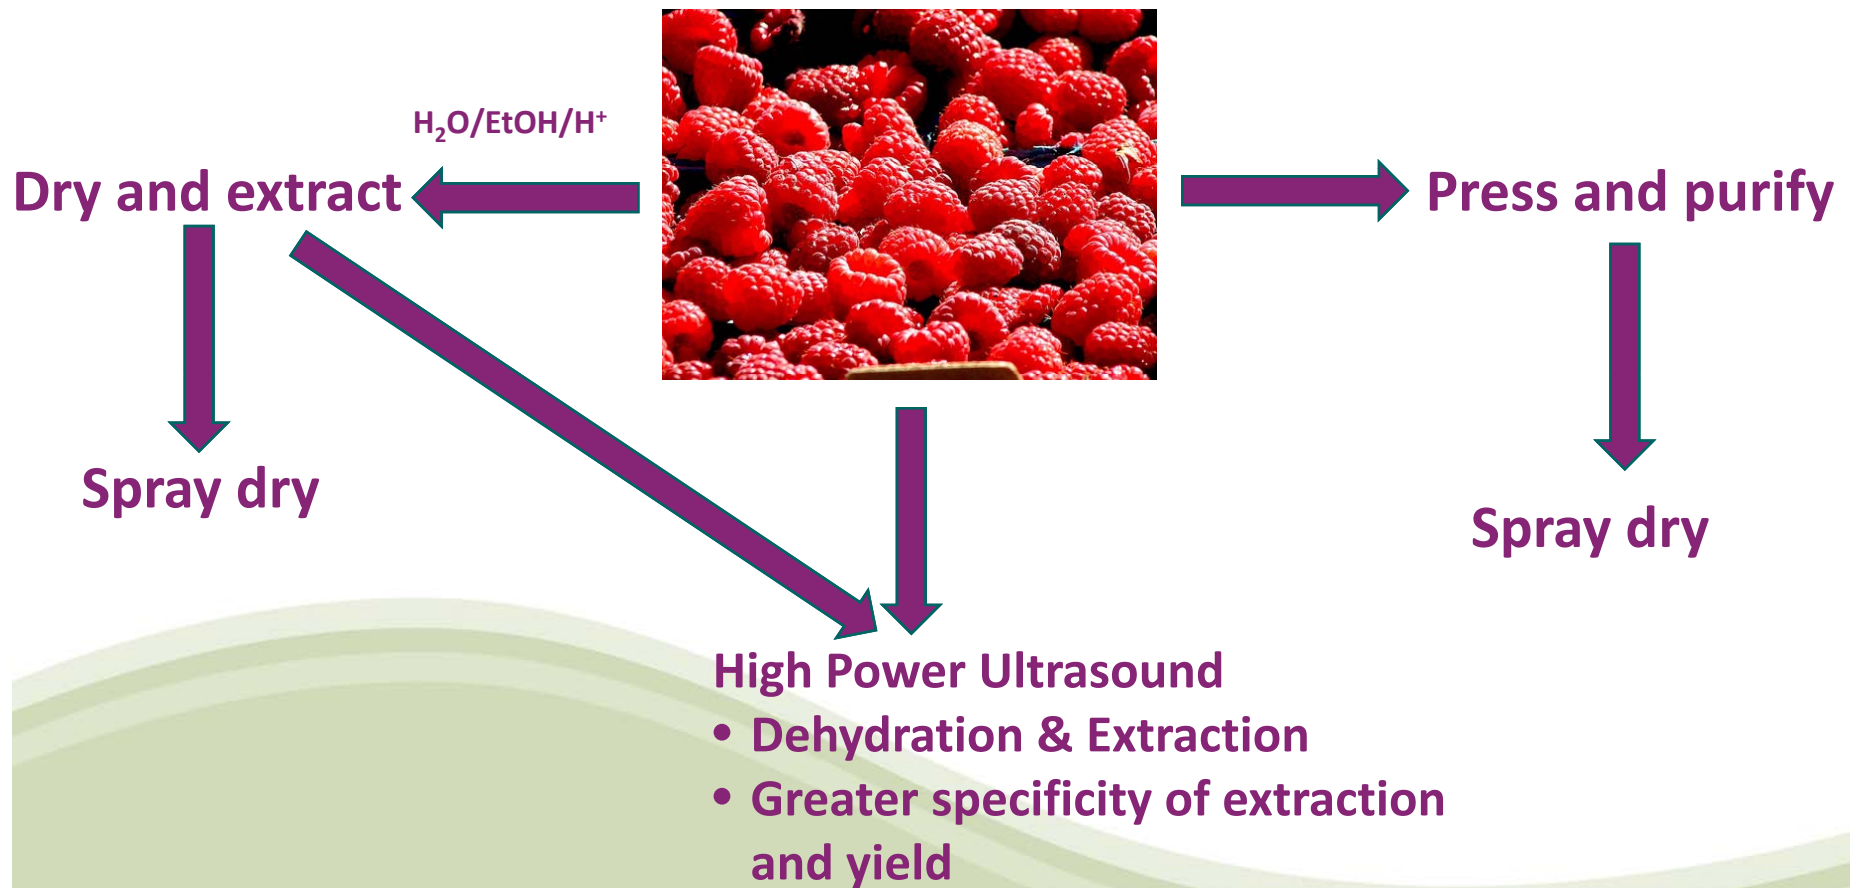 H₂O/EtOH/H⁺
Dry and extract
Press and purify
Spray dry
Spray dry
High Power Ultrasound
• Dehydration & Extraction
• Greater specificity of extraction
and yield